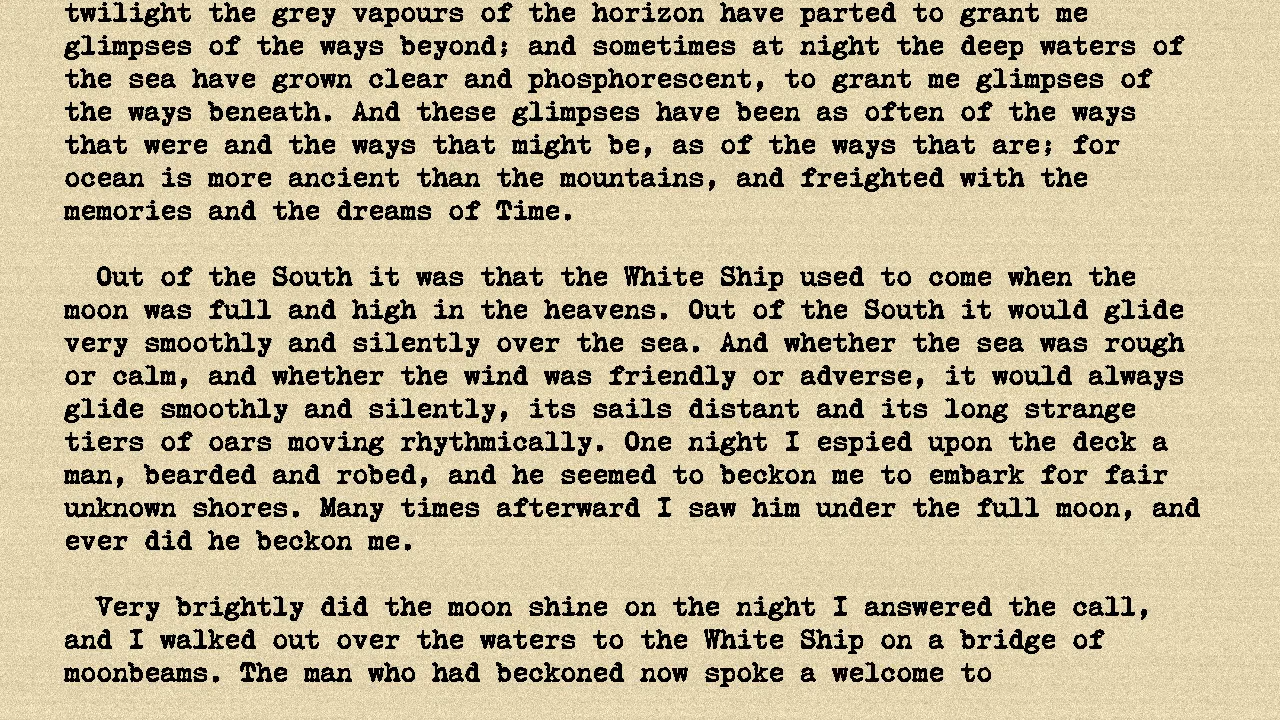 twilight the grey vapours of the horizon have parted to grant me
glimpses of the ways beyond; and sometimes at night the deep waters of
the sea have grown clear and phosphorescent, to grant me glimpses of
the ways beneath. And these glimpses have been as often of the ways
that were and the ways that might be, as of the ways that are; for
ocean is more ancient than the mountains, and freighted with the
memories and the dreams of Time.

Out of the South it was that the White Ship used to come when the
moon was full and high in the heavens. Out of the South it would glide
very smoothly and silently over the sea. And whether the sea was rough
or calm, and whether the wind was friendly or adverse, it would always
glide smoothly and silently, its sails distant and its long strange
tiers of oars moving rhythmically. One night I espied upon the deck a
man, bearded and robed, and he seemed to beckon me to embark for fair
unknown shores. Many times afterward I saw him under the full moon, and
ever did he beckon me.

Very brightly did the moon shine on the night I answered the call,
and I walked out over the waters to the White Ship on a bridge of
moonbeams. The man who had beckoned now spoke a welcome to